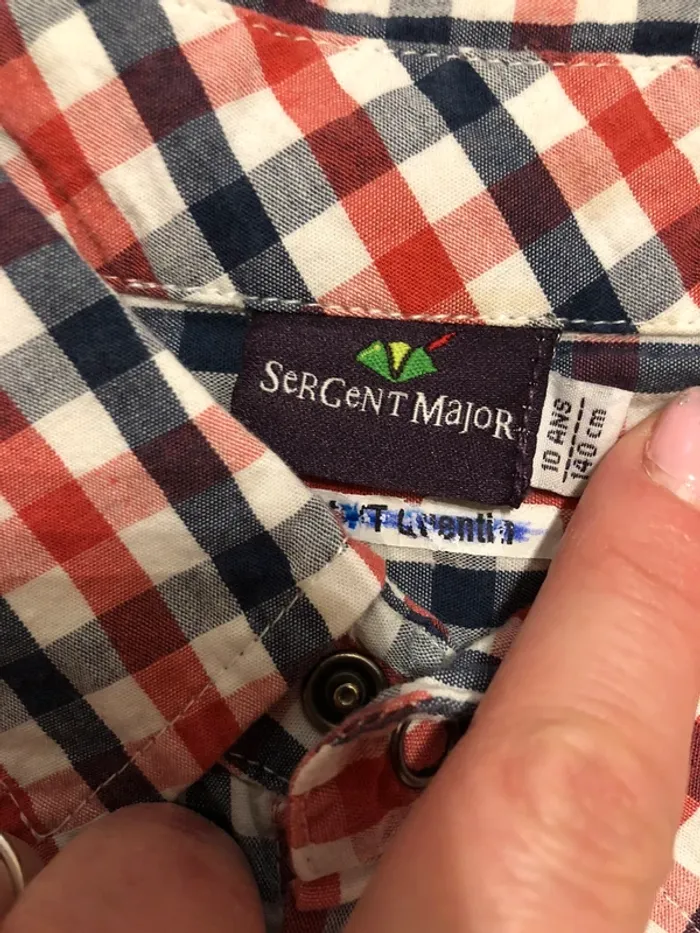 SERGENT MAJOR
10 ANS
140 cm